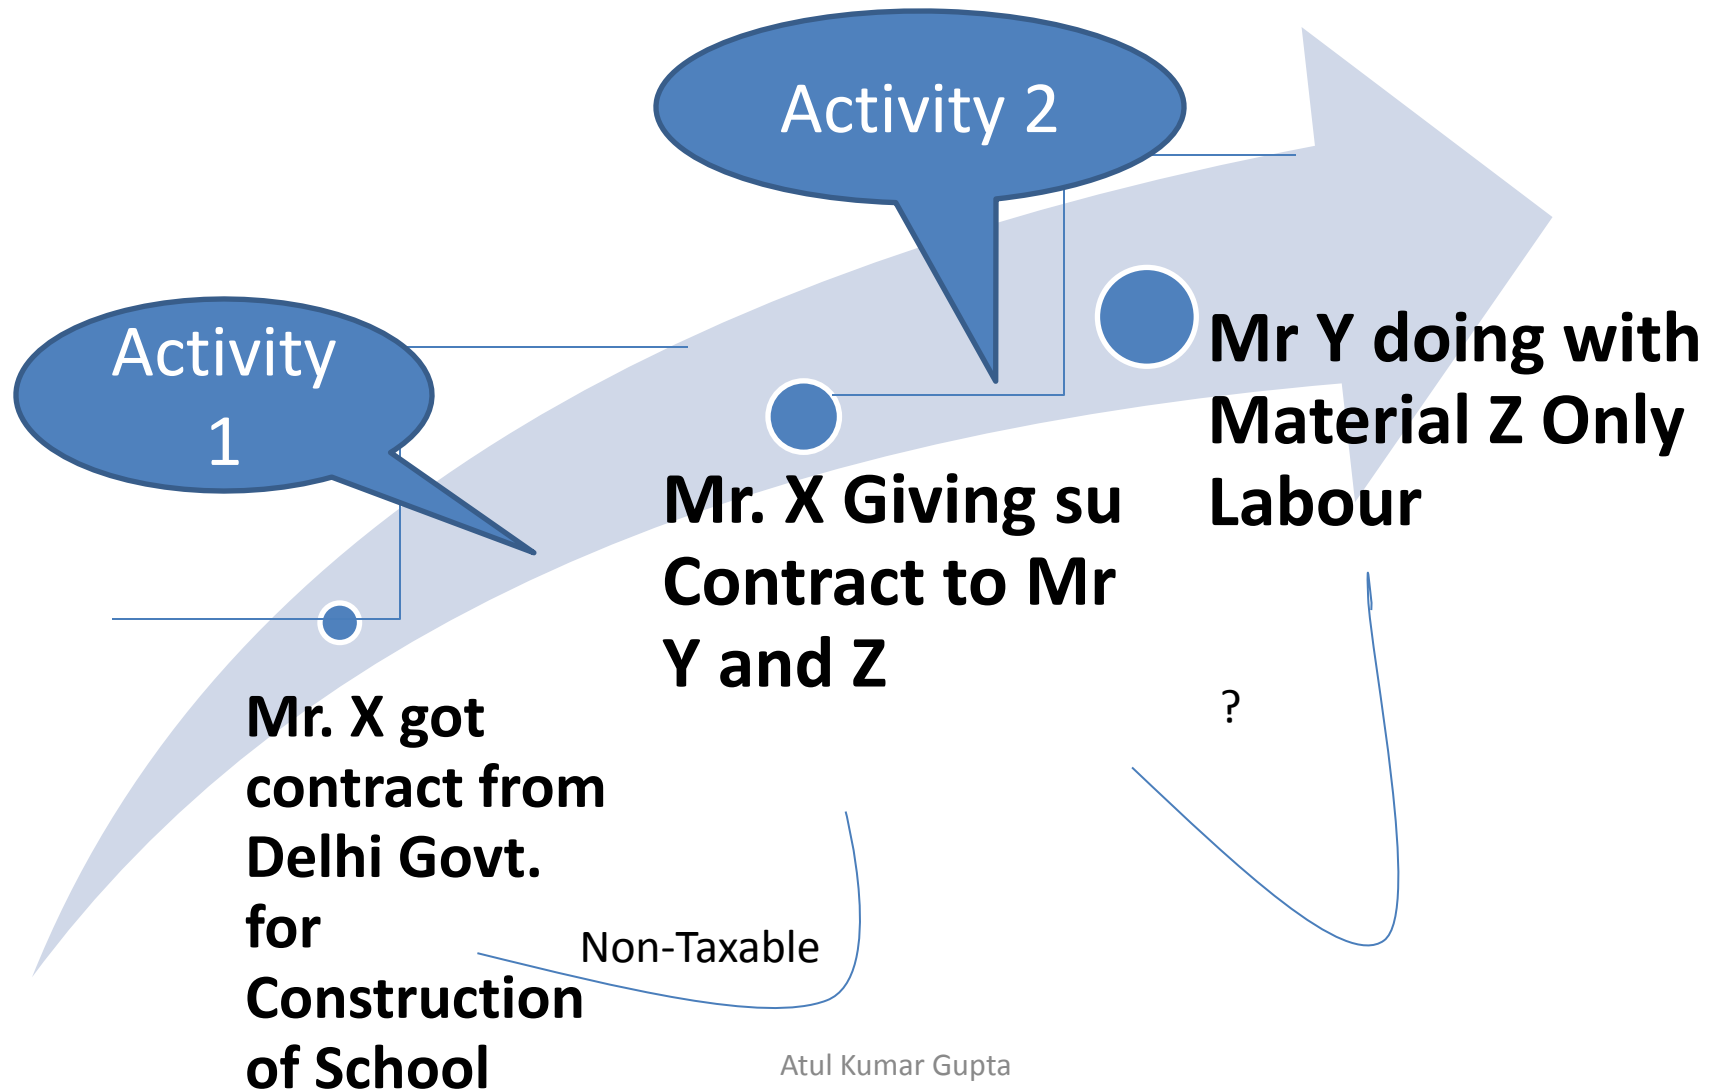 Activity 2
Activity
1
Mr Y doing with
Material Z Only
Labour
Mr. X Giving su
Contract to Mr
Y and Z
Mr. X got
contract from
Delhi Govt.
for
Construction
of School
?
Non-Taxable
Atul Kumar Gupta